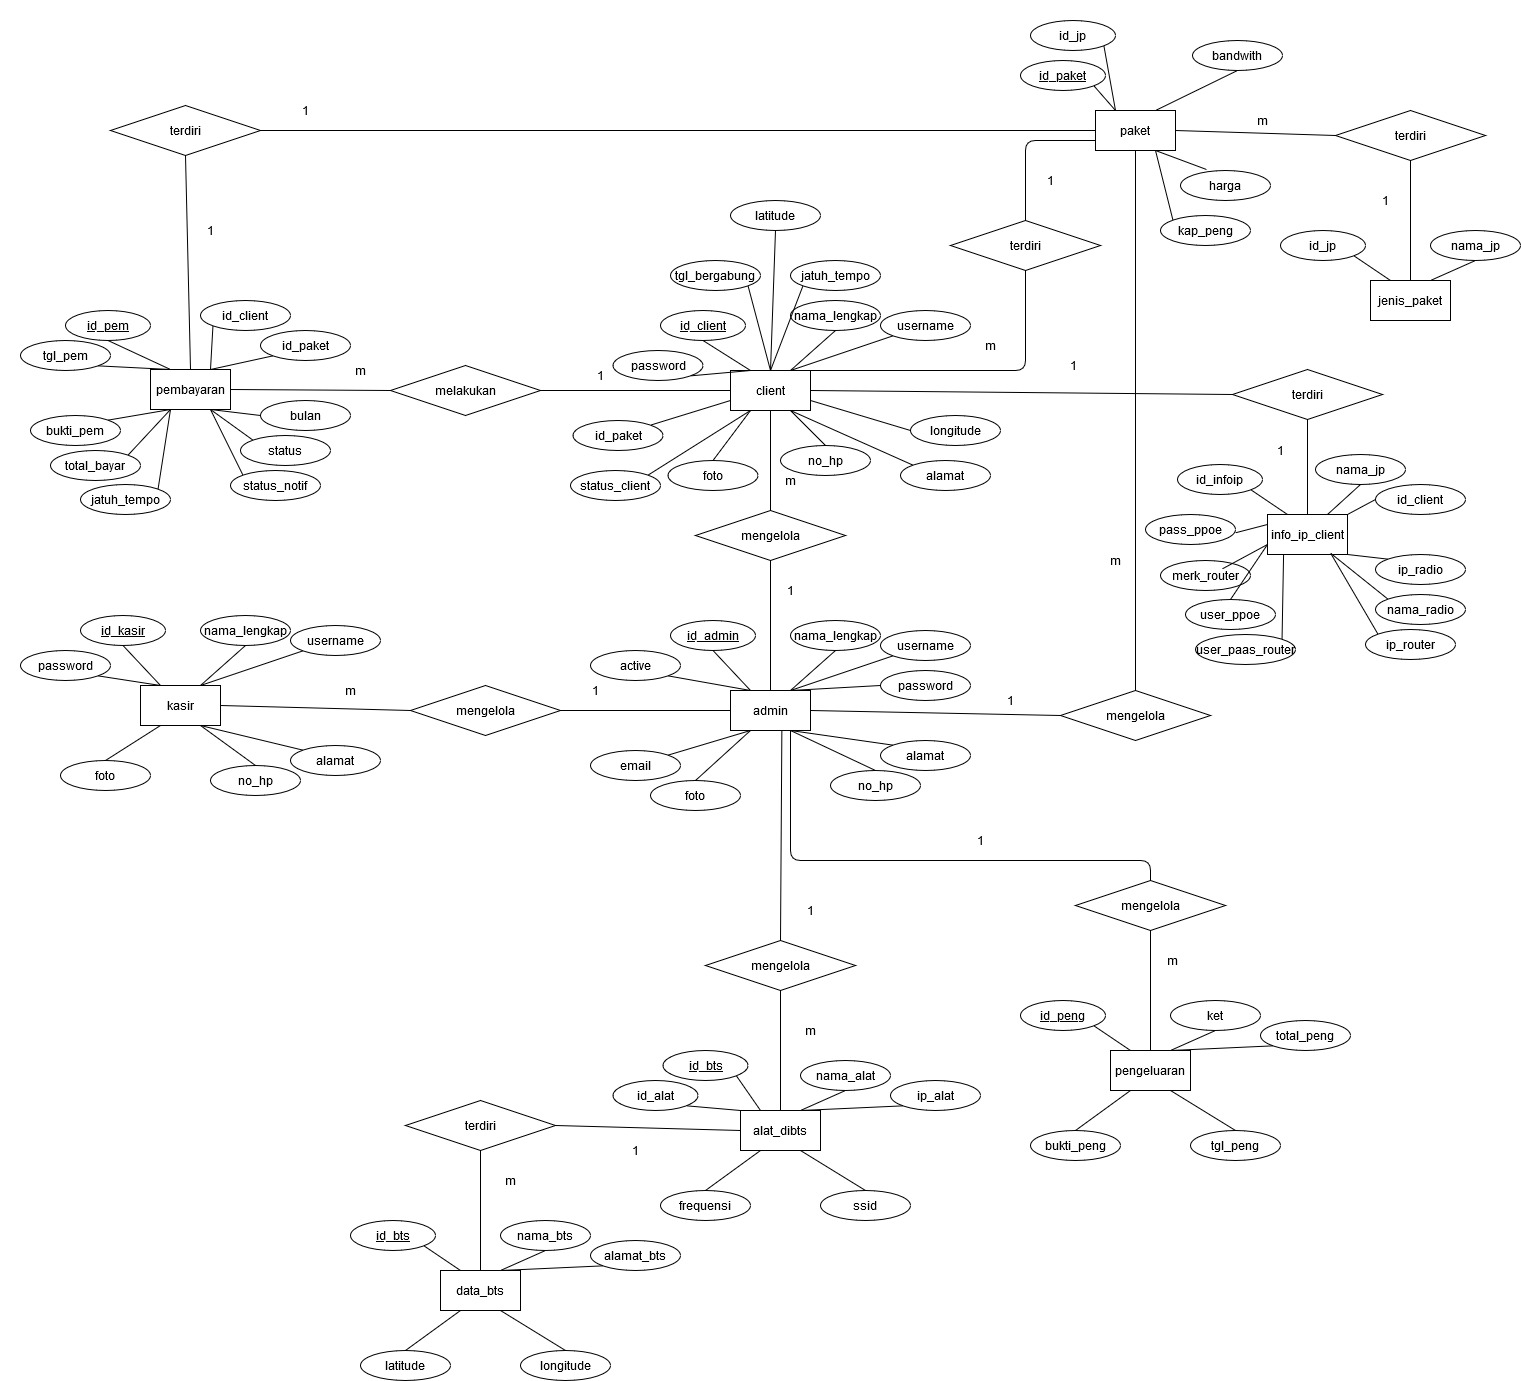 id_jp
bandwith
id_paket
1
terdiri
paket
m
terdiri
1
harga
1
latitude
1
kap_peng
id_jp
nama_jp
terdiri
tgl_bergabung
jatuh_tempo
jenis_paket
id_pem
id_client
id_client
nama_lengkap
username
tgl_pem
id_paket
m
password
1
m
1
pembayaran
melakukan
client
terdiri
bukti_pem
bulan
id_paket
longitude
total_bayar
status
1
no_hp
nama_jp
jatuh_tempo
status_notif
status_client
foto
m
alamat
id_infoip
id_client
pass_ppoe
mengelola
info_ip_client
m
merk_router
ip_radio
1
user_ppoe
nama_radio
id_kasir
nama_lengkap
username
id_admin
nama_lengkap
username
user_paas_router
ip_router
password
active
password
m
1
1
kasir
mengelola
admin
mengelola
foto
no_hp
alamat
email
foto
no_hp
alamat
1
mengelola
1
mengelola
m
id_peng
ket
total_peng
m
id_bts
nama_alat
pengeluaran
id_alat
ip_alat
terdiri
alat_dibts
1
bukti_peng
tgl_peng
m
frequensi
ssid
id_bts
nama_bts
alamat_bts
data_bts
latitude
longitude